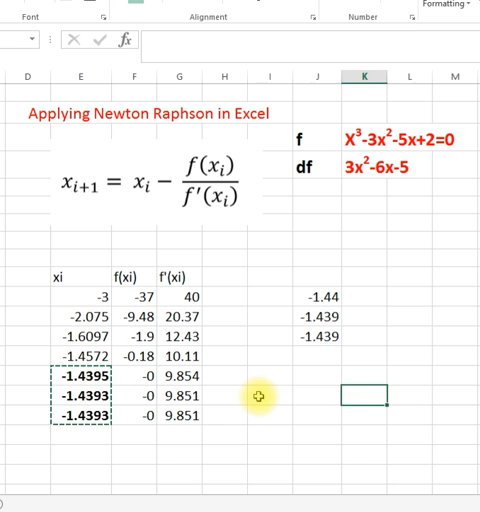 Formatting
Font Alignment Number
fx
D E F G H I J K L M
Applying Newton Raphson in Excel
f X³-3x²-5x+2=0
df 3x²-6x-5
xᵢ₊₁ = xᵢ − f(xᵢ) / f'(xᵢ)
xi f(xi) f'(xi)
-3 -37 40 -1.44
-2.075 -9.48 20.37 -1.439
-1.6097 -1.9 12.43 -1.439
-1.4572 -0.18 10.11
-1.4395 -0 9.854
-1.4393 -0 9.851
-1.4393 -0 9.851